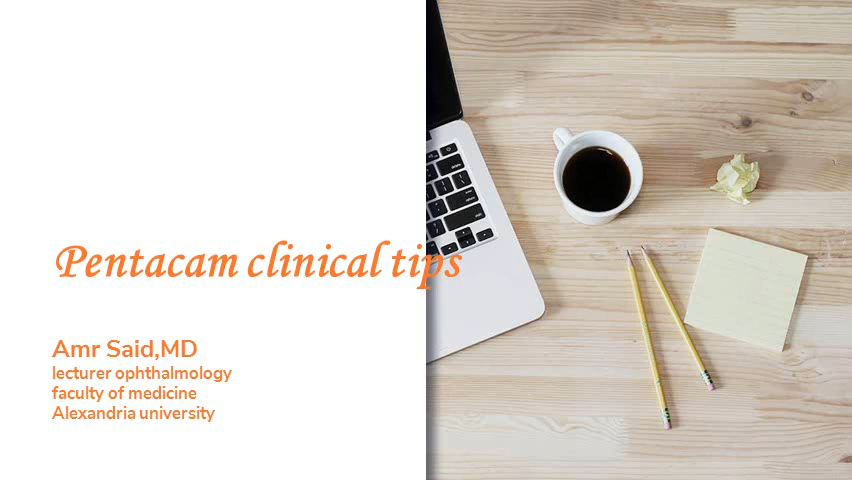 Pentacam clinical tips
Amr Said,MD
lecturer ophthalmology
faculty of medicine
Alexandria university